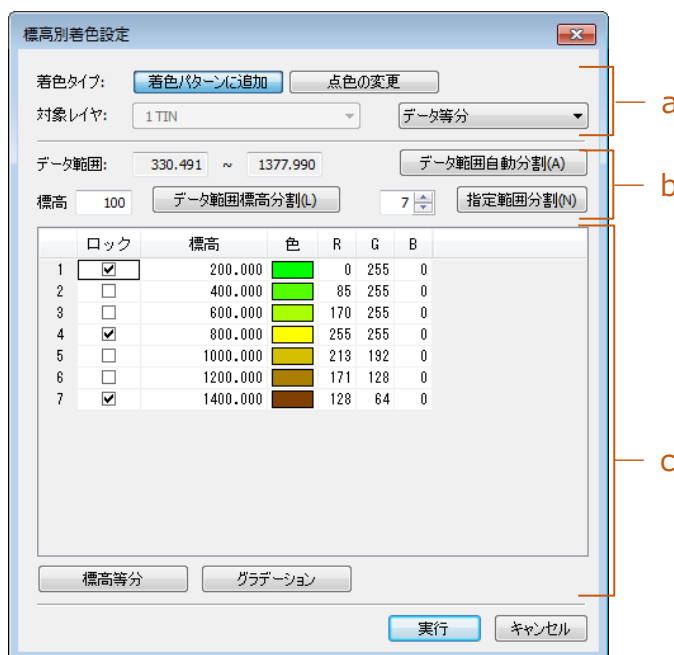 標高別着色設定
着色タイプ: 着色パターンに追加 点色の変更
a
対象レイヤ: 1 TIN データ等分
データ範囲: 330.491 ~ 1377.990 データ範囲自動分割(A)
b
標高 100 データ範囲標高分割(L) 7 指定範囲分割(N)
ロック 標高 色 R G B
1 200.000 0 255 0
2 400.000 85 255 0
3 600.000 170 255 0
4 800.000 255 255 0
5 1000.000 213 192 0
6 1200.000 171 128 0
7 1400.000 128 64 0
c
標高等分 グラデーション
実行 キャンセル